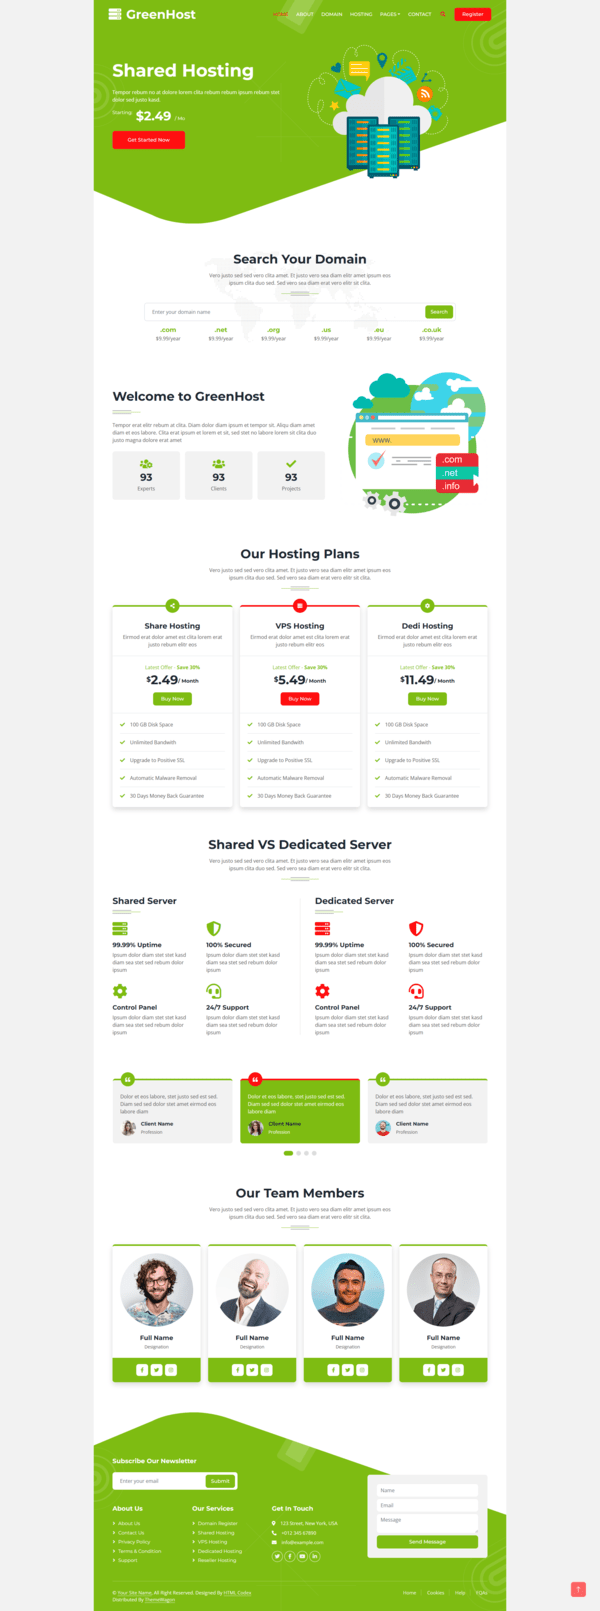 GreenHost
HOME ABOUT DOMAIN HOSTING PAGES CONTACT Register
Shared Hosting
Tempor rebum no at dolore lorem clita rebum rebum ipsum rebum stet
dolor sed justo kasd.
Starting $2.49 / Mo
Get Started Now
Search Your Domain
Vero justo sed sed vero clita amet. Et justo vero sea diam elitr amet ipsum eos
ipsum clita duo sed. Sed vero sea diam erat vero elitr sit clita.
Enter your domain name Search
.com .net .org .us .eu .co.uk
$9.99/year $9.99/year $9.99/year $9.99/year $9.99/year $9.99/year
Welcome to GreenHost
Tempor erat elitr rebum at clita. Diam dolor diam ipsum et tempor sit. Aliqu diam amet
diam et eos labore. Clita erat ipsum et lorem et sit, sed stet no labore lorem sit clita duo
justo magna dolore erat amet
93 93 93
Experts Clients Projects
www.
.com
.net
.info
Our Hosting Plans
Vero justo sed sed vero clita amet. Et justo vero sea diam elitr amet ipsum eos
ipsum clita duo sed. Sed vero sea diam erat vero elitr sit clita.
Share Hosting
Eirmod erat dolor amet est clita lorem erat
justo rebum elitr eos
Latest Offer - Save 30%
$2.49/ Month
Buy Now
100 GB Disk Space
Unlimited Bandwith
Upgrade to Positive SSL
Automatic Malware Removal
30 Days Money Back Guarantee
VPS Hosting
Eirmod erat dolor amet est clita lorem erat
justo rebum elitr eos
Latest Offer - Save 30%
$5.49/ Month
Buy Now
100 GB Disk Space
Unlimited Bandwith
Upgrade to Positive SSL
Automatic Malware Removal
30 Days Money Back Guarantee
Dedi Hosting
Eirmod erat dolor amet est clita lorem erat
justo rebum elitr eos
Latest Offer - Save 30%
$11.49/ Month
Buy Now
100 GB Disk Space
Unlimited Bandwith
Upgrade to Positive SSL
Automatic Malware Removal
30 Days Money Back Guarantee
Shared VS Dedicated Server
Vero justo sed sed vero clita amet. Et justo vero sea diam elitr amet ipsum eos
ipsum clita duo sed. Sed vero sea diam erat vero elitr sit clita.
Shared Server
99.99% Uptime
Ipsum dolor diam stet stet kasd
diam sea stet sed rebum dolor
ipsum
100% Secured
Ipsum dolor diam stet stet kasd
diam sea stet sed rebum dolor
ipsum
Control Panel
Ipsum dolor diam stet stet kasd
diam sea stet sed rebum dolor
ipsum
24/7 Support
Ipsum dolor diam stet stet kasd
diam sea stet sed rebum dolor
ipsum
Dedicated Server
99.99% Uptime
Ipsum dolor diam stet stet kasd
diam sea stet sed rebum dolor
ipsum
100% Secured
Ipsum dolor diam stet stet kasd
diam sea stet sed rebum dolor
ipsum
Control Panel
Ipsum dolor diam stet stet kasd
diam sea stet sed rebum dolor
ipsum
24/7 Support
Ipsum dolor diam stet stet kasd
diam sea stet sed rebum dolor
ipsum
Dolor et eos labore, stet justo sed est sed.
Diam sed sed dolor stet amet eirmod eos
labore diam
Client Name
Profession
Dolor et eos labore, stet justo sed est sed.
Diam sed sed dolor stet amet eirmod eos
labore diam
Client Name
Profession
Dolor et eos labore, stet justo sed est sed.
Diam sed sed dolor stet amet eirmod eos
labore diam
Client Name
Profession
Our Team Members
Vero justo sed sed vero clita amet. Et justo vero sea diam elitr amet ipsum eos
ipsum clita duo sed. Sed vero sea diam erat vero elitr sit clita.
Full Name Full Name Full Name Full Name
Designation Designation Designation Designation
Subscribe Our Newsletter
Enter your email Submit
About Us
About Us
Contact Us
Privacy Policy
Terms & Condition
Support
Our Services
Domain Register
Shared Hosting
VPS Hosting
Dedicated Hosting
Reseller Hosting
Get In Touch
123 Street, New York, USA
+012 345 67890
info@example.com
Name
Email
Message
Send Message
© Your Site Name, All Right Reserved. Designed By HTML Codex
Distributed By ThemeWagon
Home Cookies Help FQAs